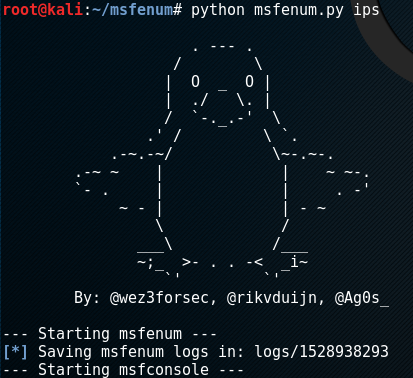 root@kali:~/msfenum# python msfenum.py ips
                     . --- .
                   /        \
                  |  O  _  O |
                  |  ./   \. |
                  /  `-._.-'  \
                .' /         \ `.
            .-~.-~/           \~-.~-.
        .-~ ~    |             |    ~ ~-.
        `- .     |             |     . -'
             ~ - |             | - ~
                 \             /
               ___\           /___
               ~;_  >- . . -<  _i~
                  `'         `'
        By: @wez3forsec, @rikvduijn, @Ag0s_
--- Starting msfenum ---
[*] Saving msfenum logs in: logs/1528938293
--- Starting msfconsole ---